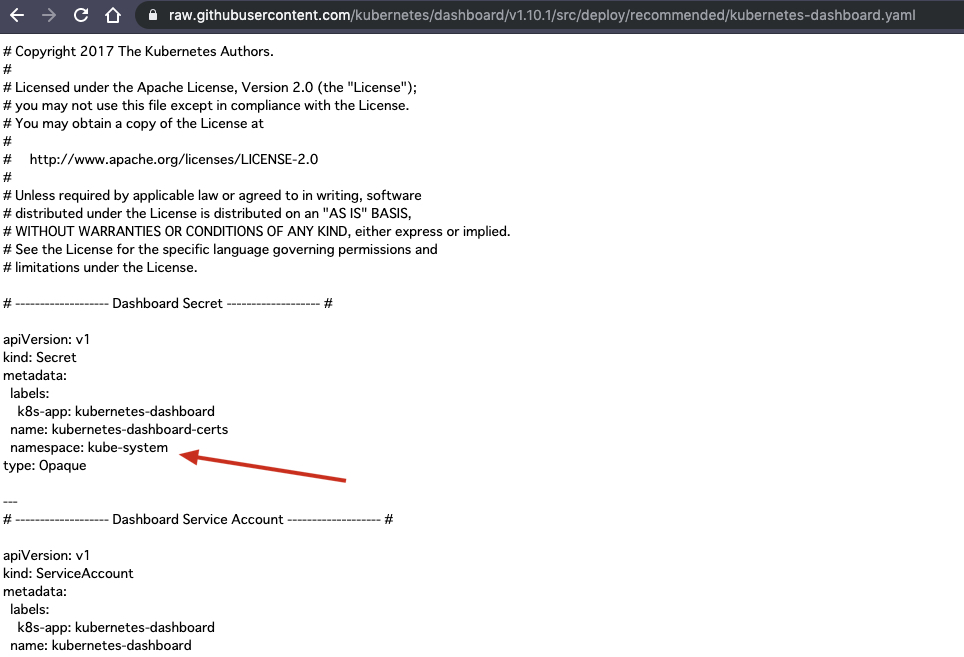 raw.githubusercontent.com/kubernetes/dashboard/v1.10.1/src/deploy/recommended/kubernetes-dashboard.yaml
# Copyright 2017 The Kubernetes Authors.
#
# Licensed under the Apache License, Version 2.0 (the "License");
# you may not use this file except in compliance with the License.
# You may obtain a copy of the License at
#
#     http://www.apache.org/licenses/LICENSE-2.0
#
# Unless required by applicable law or agreed to in writing, software
# distributed under the License is distributed on an "AS IS" BASIS,
# WITHOUT WARRANTIES OR CONDITIONS OF ANY KIND, either express or implied.
# See the License for the specific language governing permissions and
# limitations under the License.

# ------------------- Dashboard Secret ------------------- #

apiVersion: v1
kind: Secret
metadata:
  labels:
    k8s-app: kubernetes-dashboard
  name: kubernetes-dashboard-certs
  namespace: kube-system
type: Opaque

---
# ------------------- Dashboard Service Account ------------------- #

apiVersion: v1
kind: ServiceAccount
metadata:
  labels:
    k8s-app: kubernetes-dashboard
  name: kubernetes-dashboard